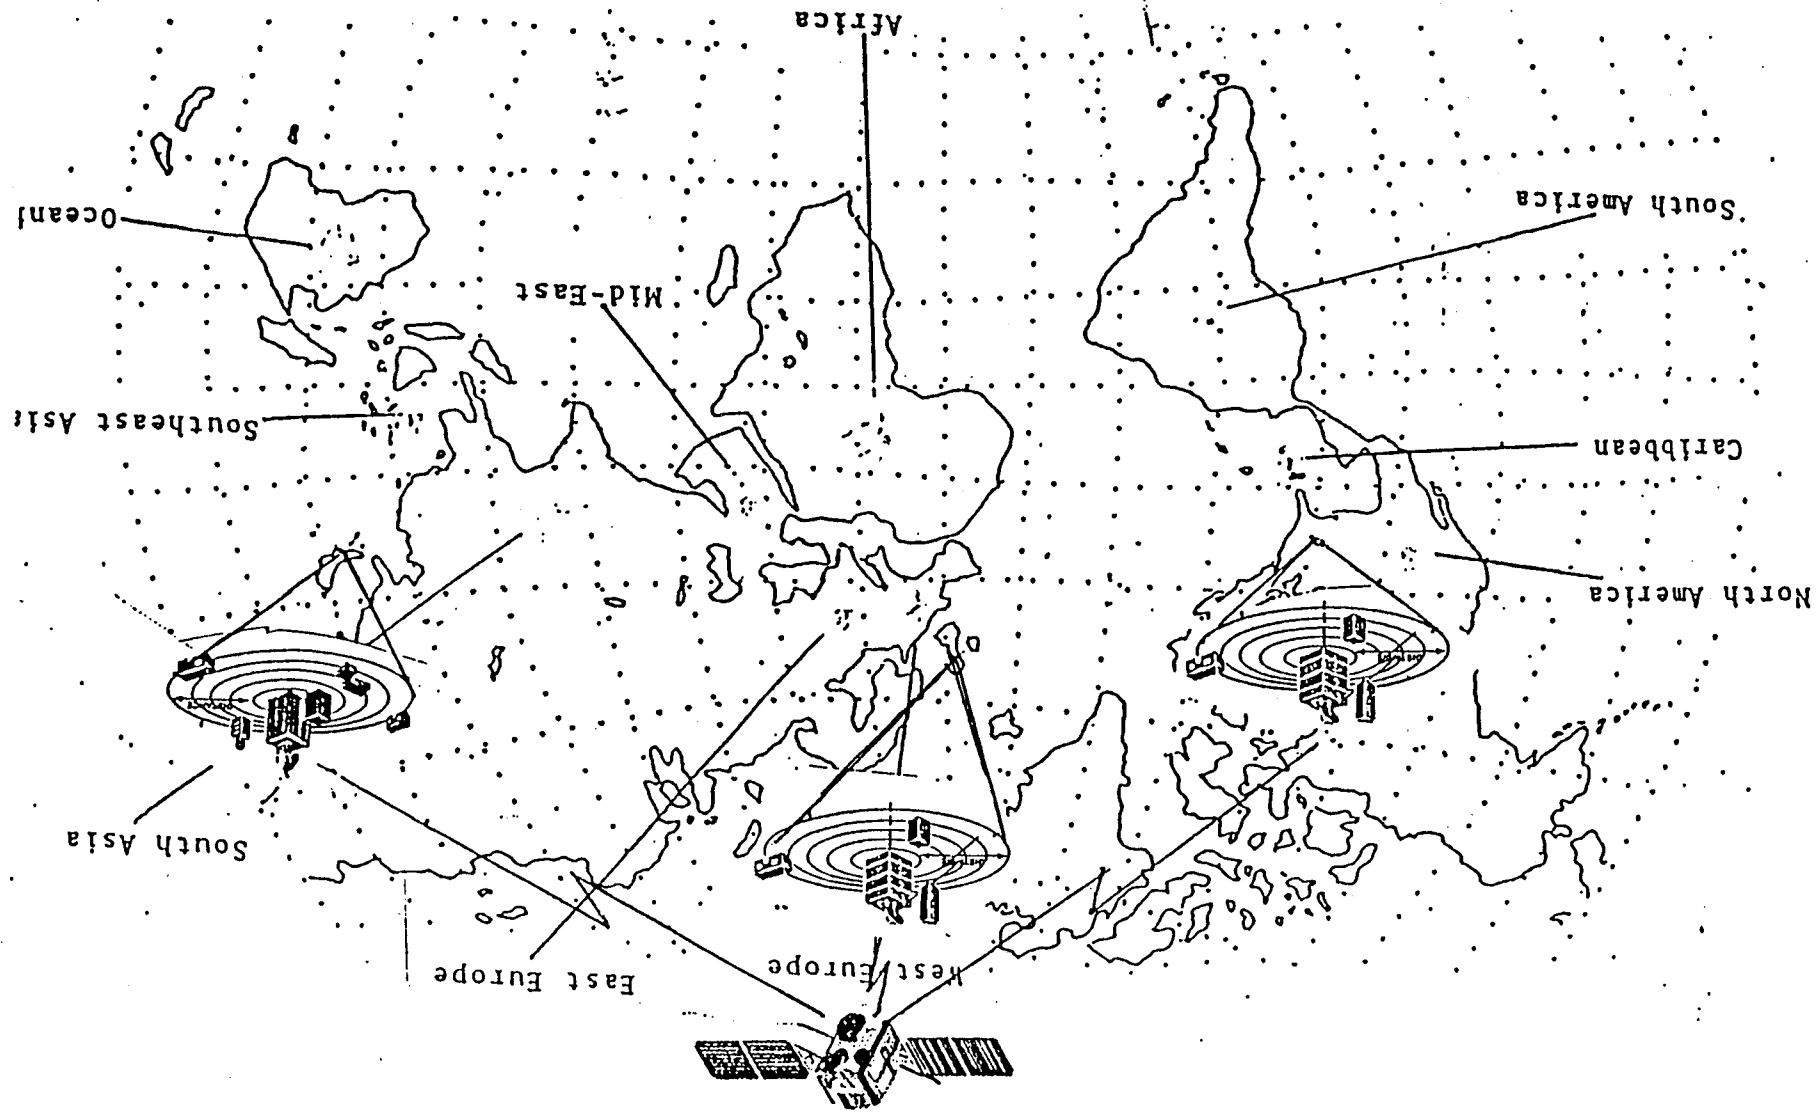 West Europe
East Europe
South Asia
North America
Caribbean
Southeast Asia
Mid-East
South America
Oceani
Africa